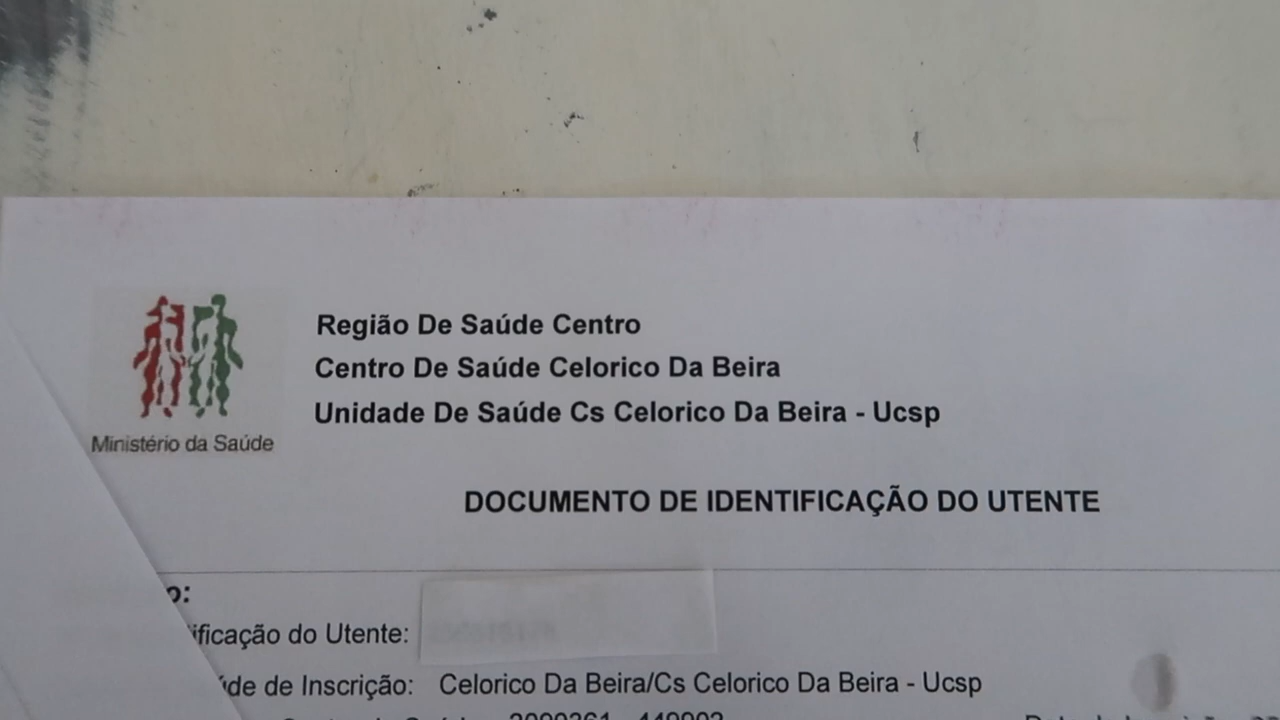 Região De Saúde Centro
Centro De Saúde Celorico Da Beira
Unidade De Saúde Cs Celorico Da Beira - Ucsp
Ministério da Saúde
DOCUMENTO DE IDENTIFICAÇÃO DO UTENTE
o:
ificação do Utente:
úde de Inscrição: Celorico Da Beira/Cs Celorico Da Beira - Ucsp